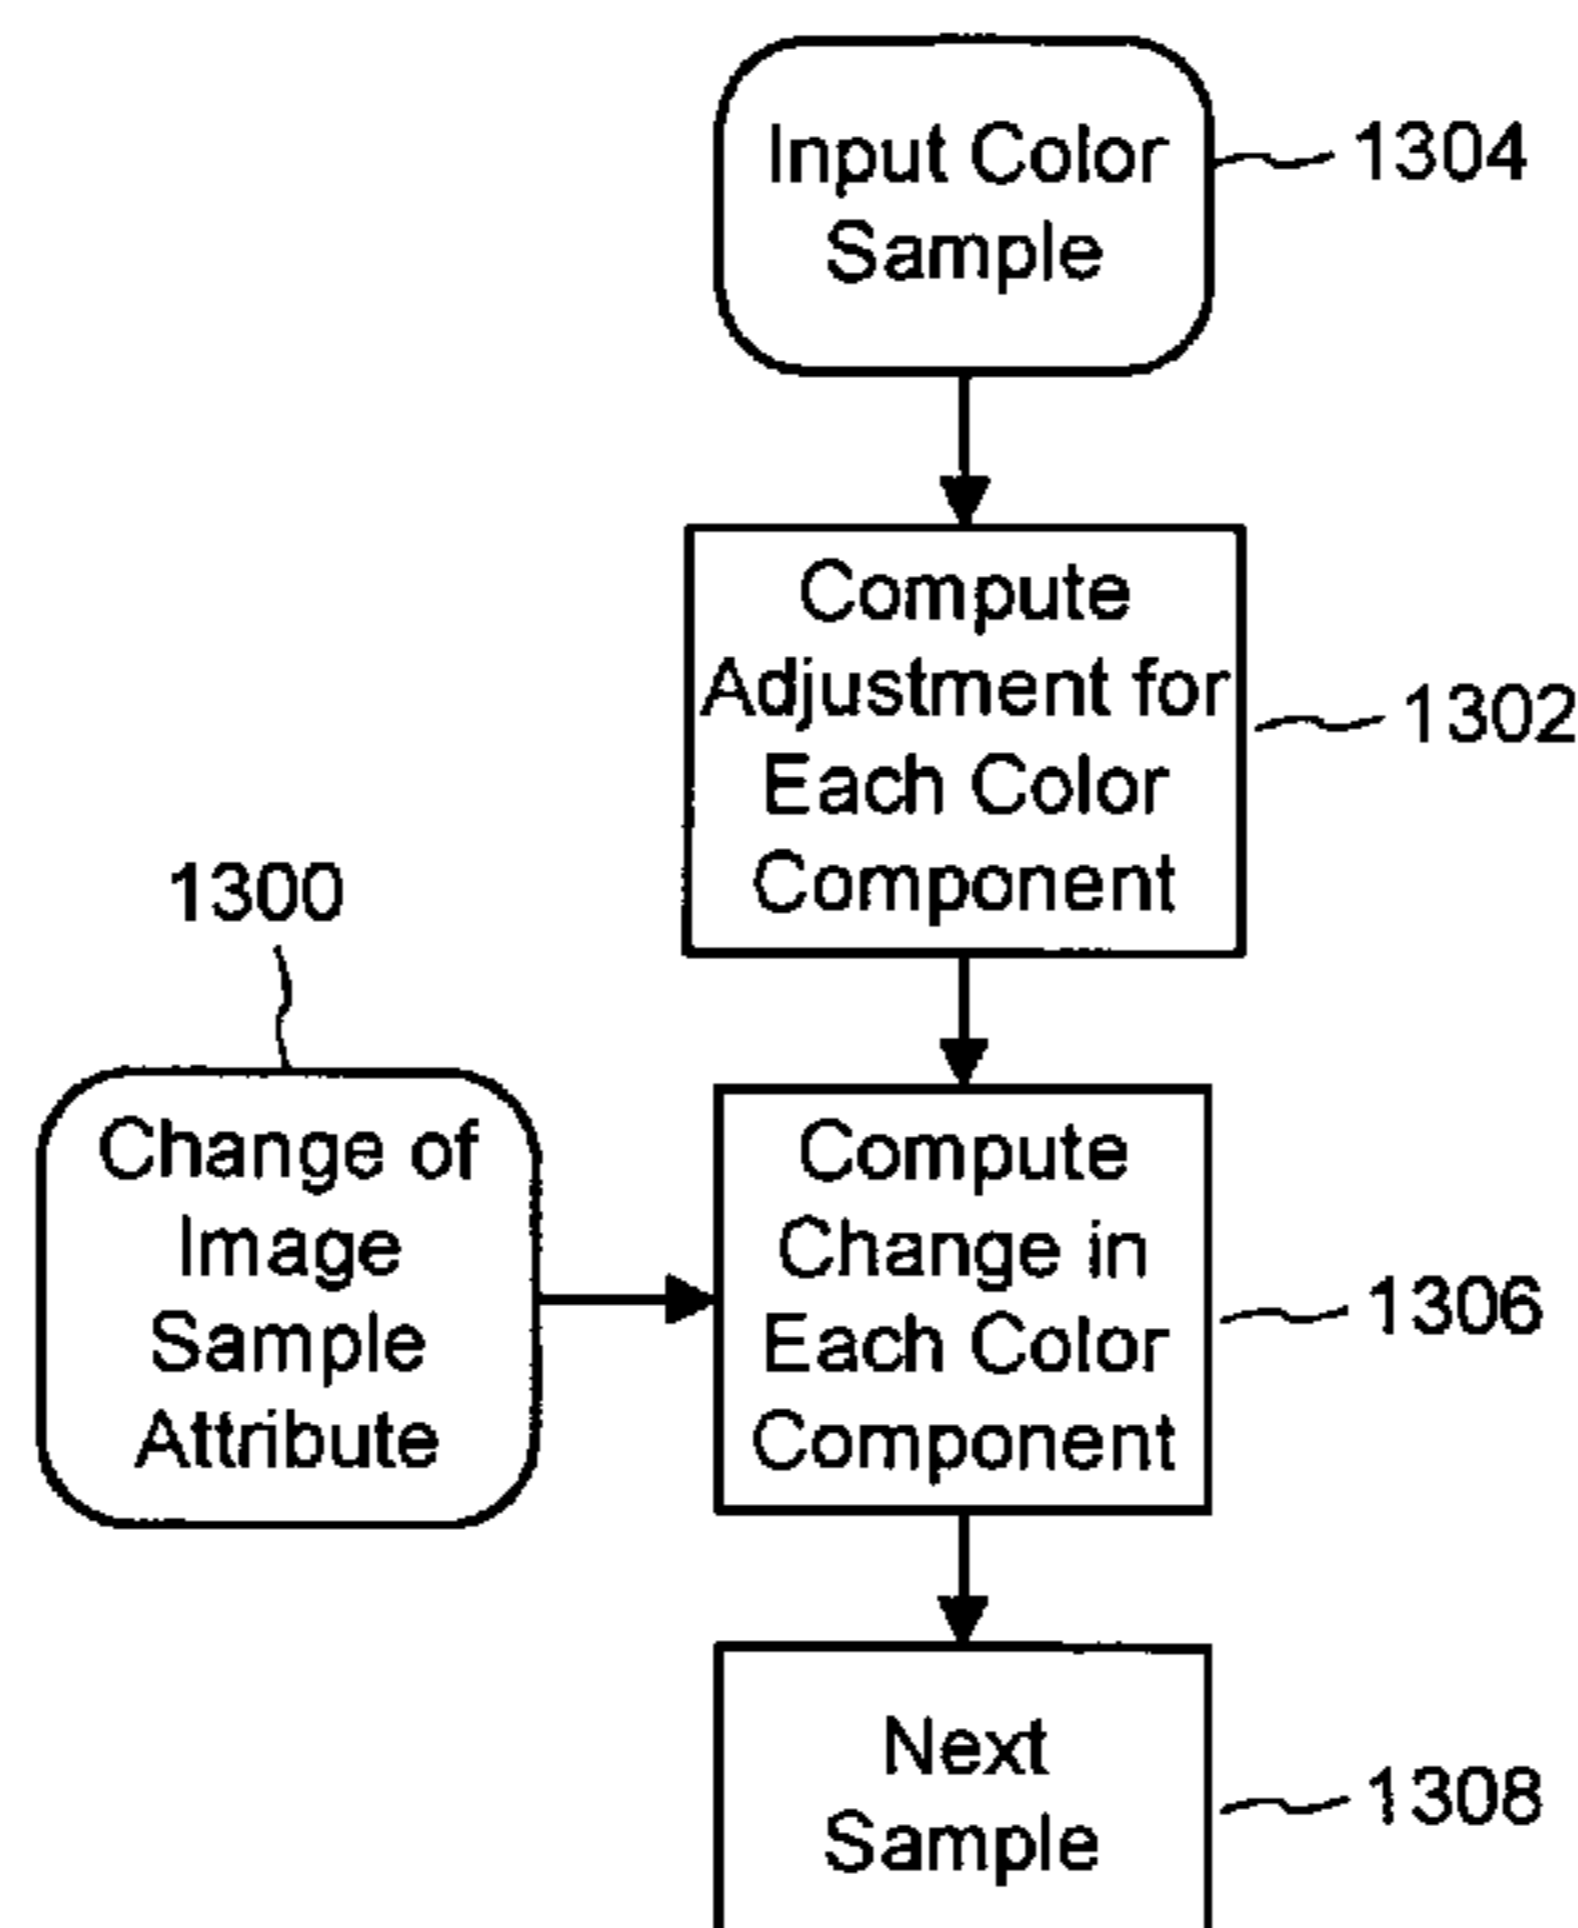 Input Color
Sample
1304
Compute
Adjustment for
Each Color
Component
1302
1300
Change of
Image
Sample
Attribute
Compute
Change in
Each Color
Component
1306
Next
Sample
1308